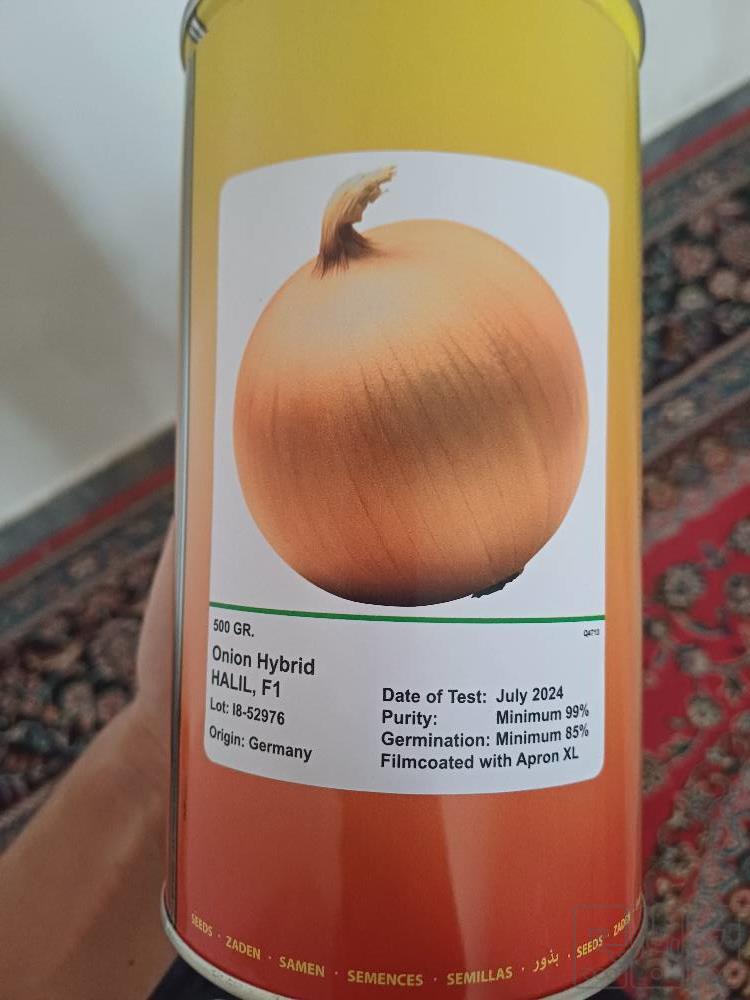 500 GR.
Q4713
Onion Hybrid
HALIL, F1
Lot: I8-52976
Origin: Germany
Date of Test: July 2024
Purity: Minimum 99%
Germination: Minimum 85%
Filmcoated with Apron XL
SEEDS · ZADEN · SAMEN · SEMENCES · SEMILLAS · بذور · SEEDS · ZADEN